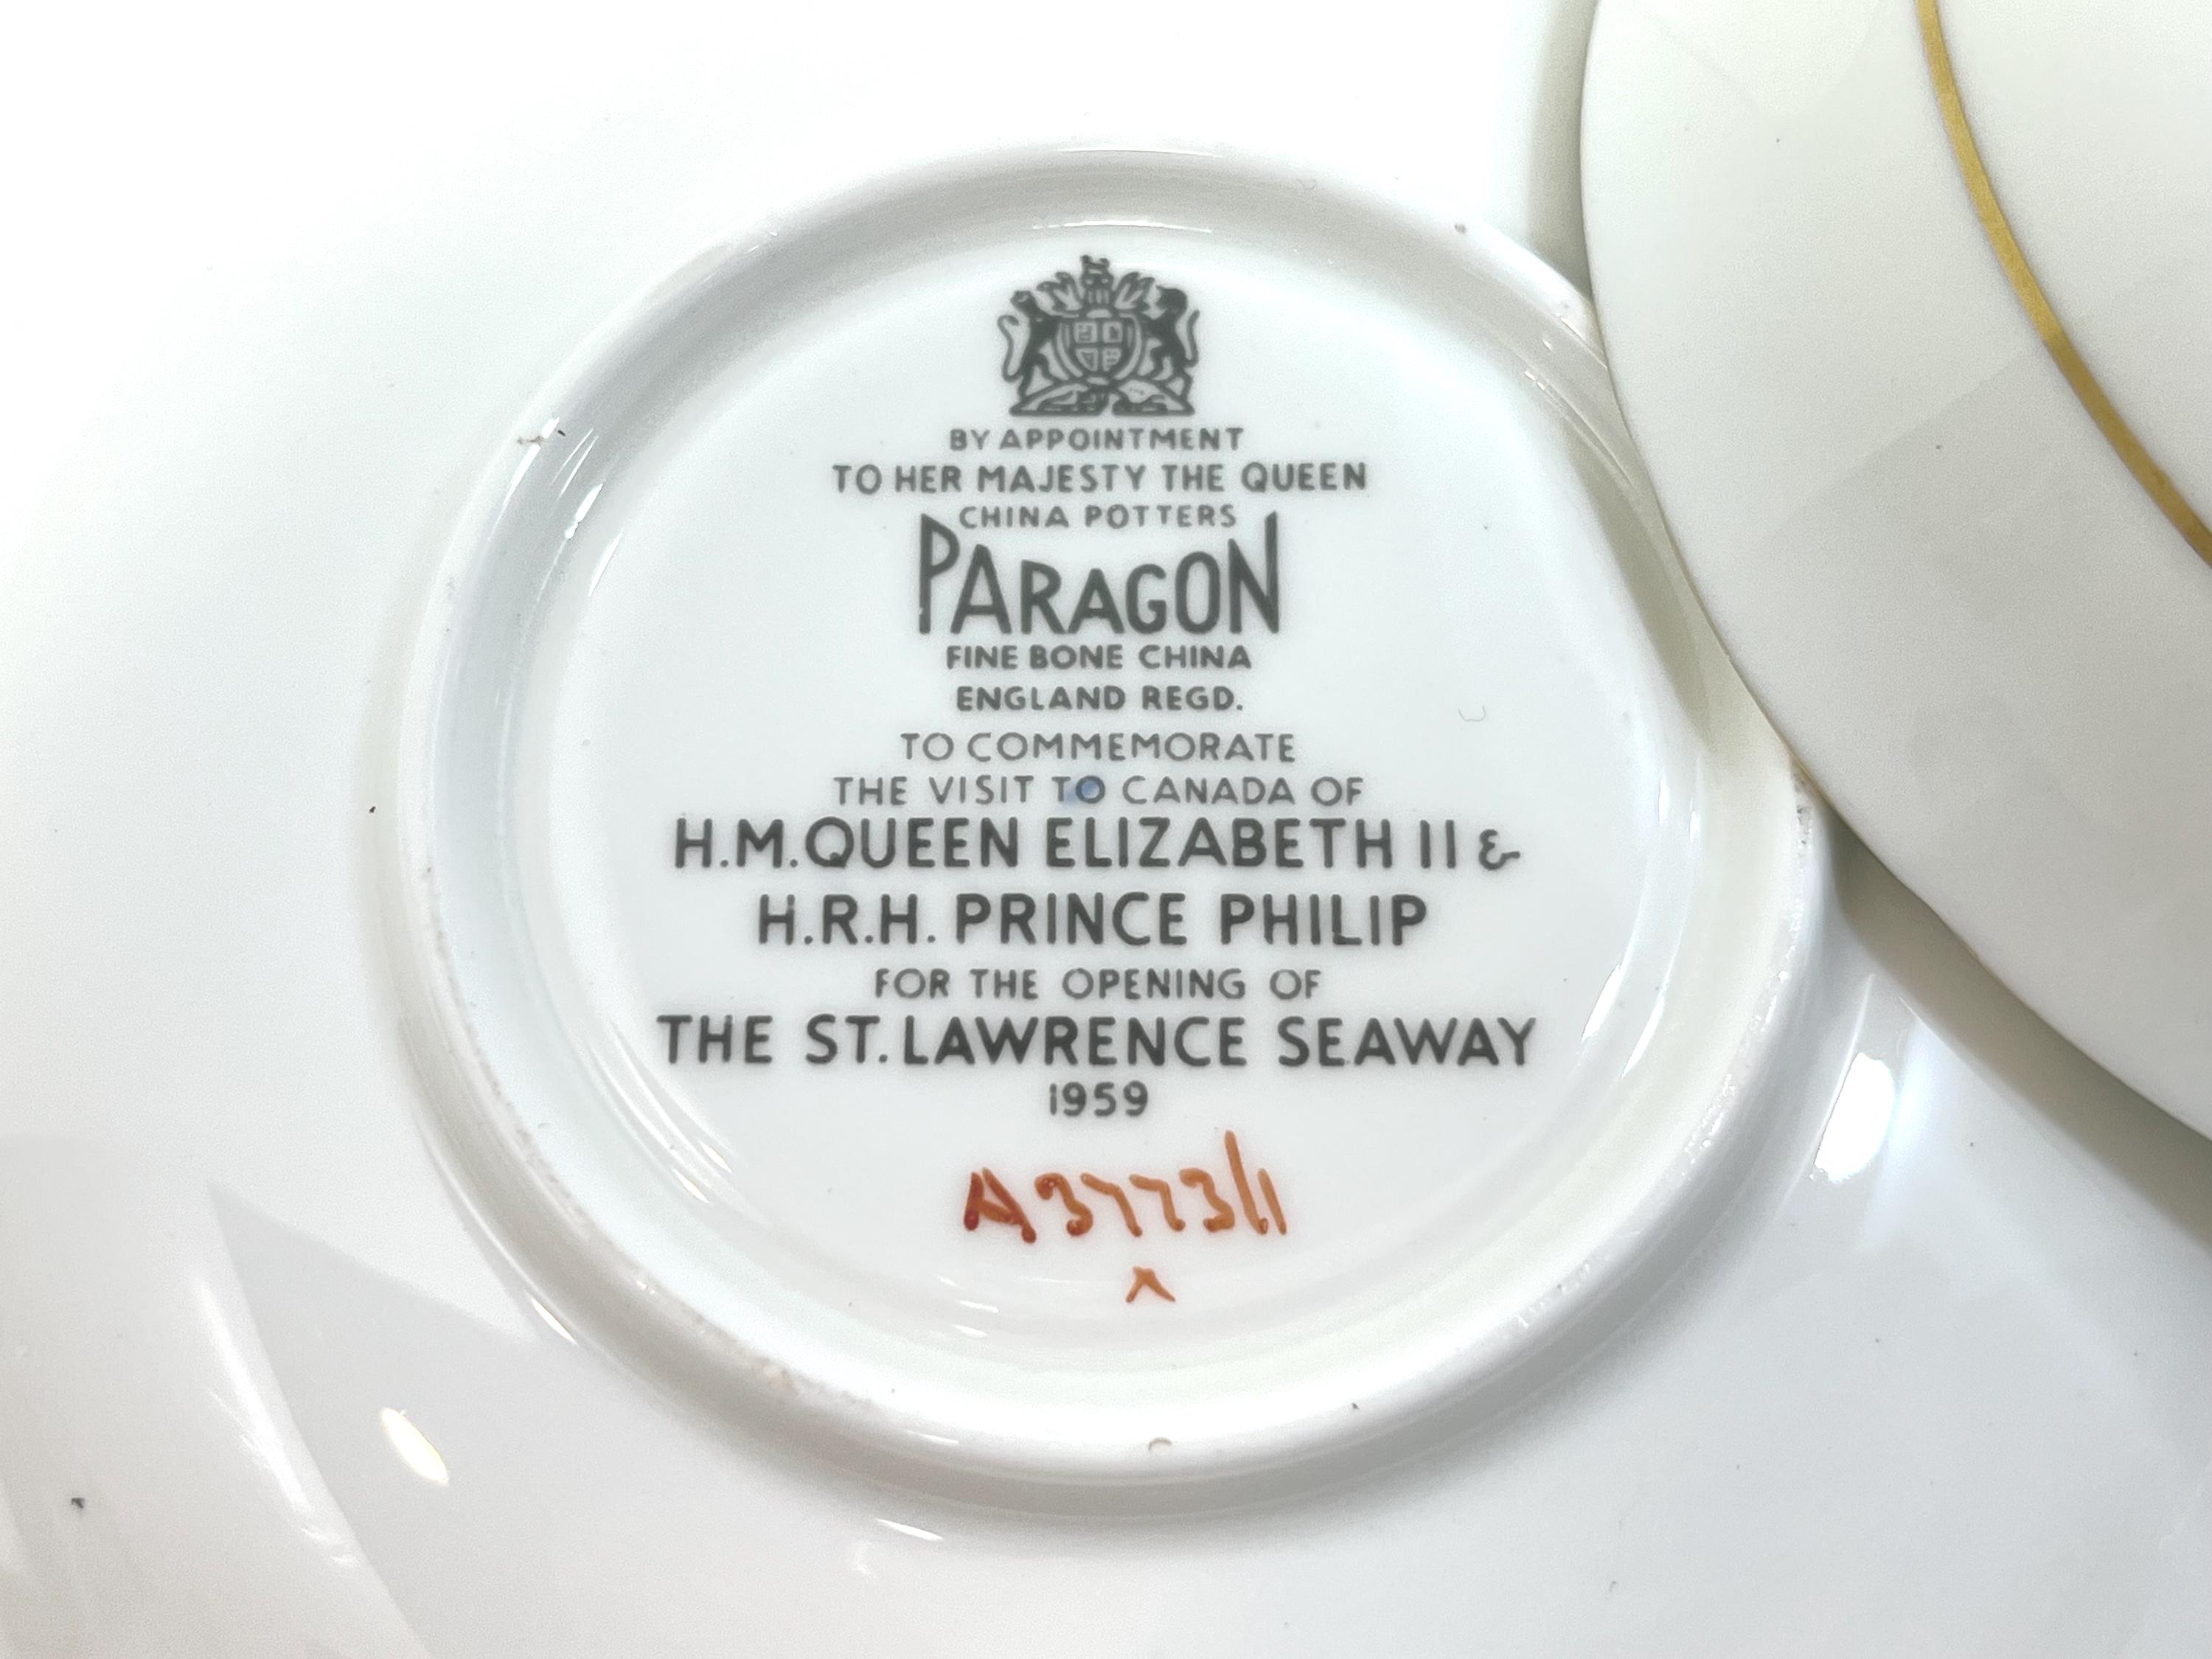 BY APPOINTMENT
TO HER MAJESTY THE QUEEN
CHINA POTTERS
PARAGON
FINE BONE CHINA
ENGLAND REGD.
TO COMMEMORATE
THE VISIT TO CANADA OF
H.M. QUEEN ELIZABETH II &
H.R.H. PRINCE PHILIP
FOR THE OPENING OF
THE ST. LAWRENCE SEAWAY
1959
A3773/1